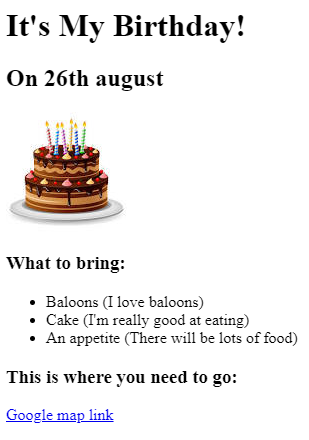 It's My Birthday!
On 26th august
What to bring:
Baloons (I love baloons)
Cake (I'm really good at eating)
An appetite (There will be lots of food)
This is where you need to go:
Google map link